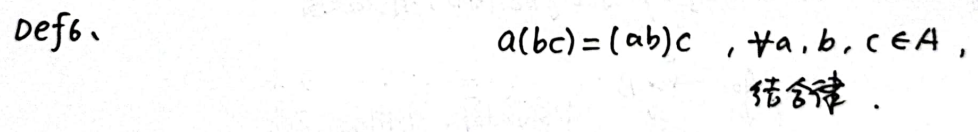 Def6、 a(bc)=(ab)c , ∀a, b, c ∈ A ,
结合律 .